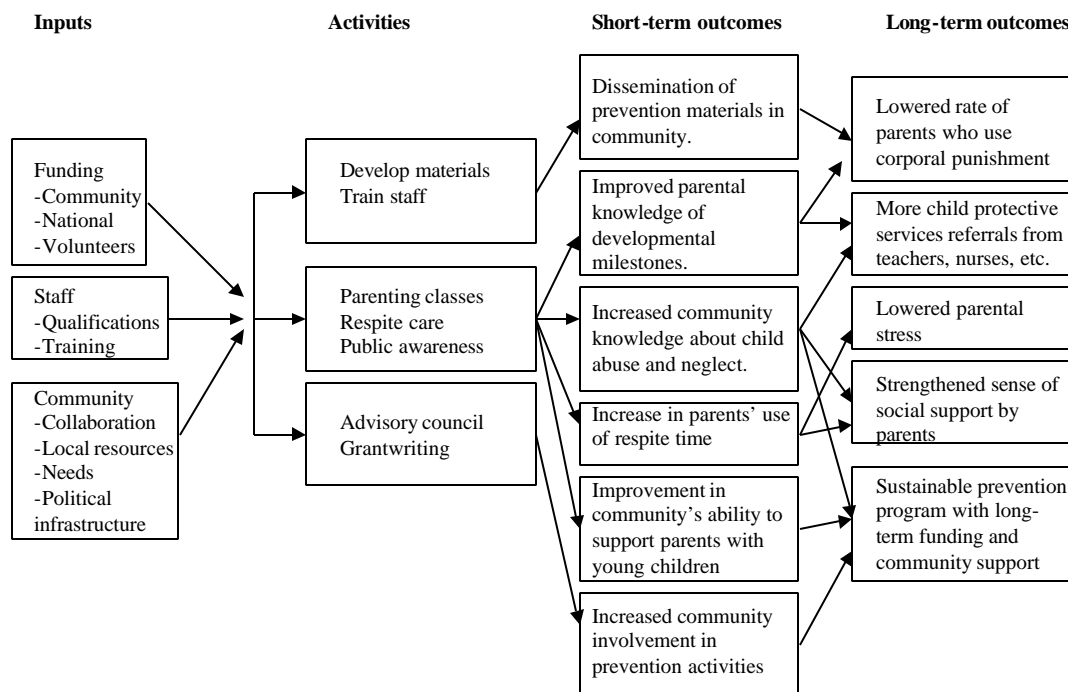 Inputs
Activities
Short-term outcomes
Long-term outcomes
Funding
-Community
-National
-Volunteers
Staff
-Qualifications
-Training
Community
-Collaboration
-Local resources
-Needs
-Political
infrastructure
Develop materials
Train staff
Parenting classes
Respite care
Public awareness
Advisory council
Grantwriting
Dissemination of
prevention materials in
community.
Improved parental
knowledge of
developmental
milestones.
Increased community
knowledge about child
abuse and neglect.
Increase in parents’ use
of respite time
Improvement in
community’s ability to
support parents with
young children
Increased community
involvement in
prevention activities
Lowered rate of
parents who use
corporal punishment
More child protective
services referrals from
teachers, nurses, etc.
Lowered parental
stress
Strengthened sense of
social support by
parents
Sustainable prevention
program with long-
term funding and
community support